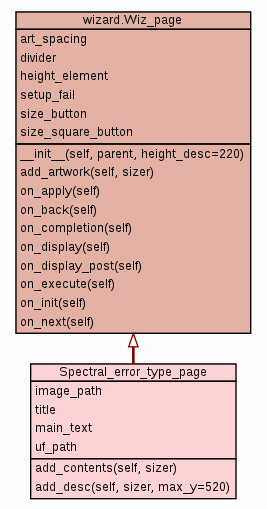 wizard.Wiz_page
art_spacing
divider
height_element
setup_fail
size_button
size_square_button
__init__(self, parent, height_desc=220)
add_artwork(self, sizer)
on_apply(self)
on_back(self)
on_completion(self)
on_display(self)
on_display_post(self)
on_execute(self)
on_init(self)
on_next(self)
Spectral_error_type_page
image_path
title
main_text
uf_path
add_contents(self, sizer)
add_desc(self, sizer, max_y=520)